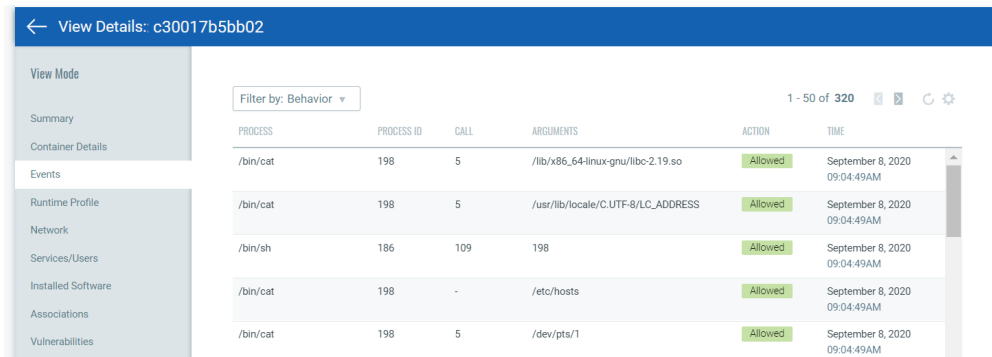 View Details:: c30017b5bb02
View Mode
Summary
Container Details
Events
Runtime Profile
Network
Services/Users
Installed Software
Associations
Vulnerabilities
Filter by: Behavior
1 - 50 of 320
PROCESS PROCESS ID CALL ARGUMENTS ACTION TIME
/bin/cat 198 5 /lib/x86_64-linux-gnu/libc-2.19.so Allowed September 8, 2020
09:04:49AM
/bin/cat 198 5 /usr/lib/locale/C.UTF-8/LC_ADDRESS Allowed September 8, 2020
09:04:49AM
/bin/sh 186 109 198 Allowed September 8, 2020
09:04:49AM
/bin/cat 198 - /etc/hosts Allowed September 8, 2020
09:04:49AM
/bin/cat 198 5 /dev/pts/1 Allowed September 8, 2020
09:04:49AM